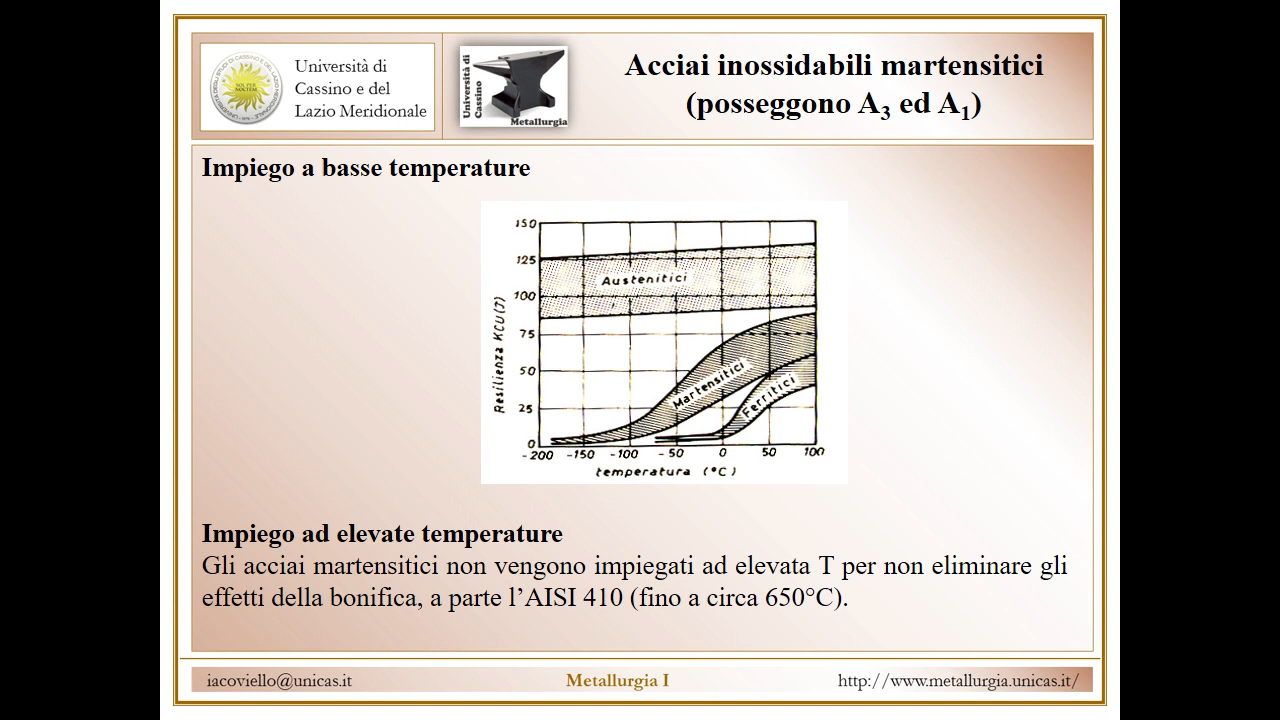 Università di
Cassino e del
Lazio Meridionale
Università di
Cassino
Metallurgia
Acciai inossidabili martensitici
(posseggono A3 ed A1)
Impiego a basse temperature
150
125
100
75
50
25
0
Resilienza KCU(J)
Austenitici
Martensitici
Ferritici
-200 -150 -100 -50 0 50 100
temperatura (°C)
Impiego ad elevate temperature
Gli acciai martensitici non vengono impiegati ad elevata T per non eliminare gli
effetti della bonifica, a parte l’AISI 410 (fino a circa 650°C).
iacoviello@unicas.it
Metallurgia I
http://www.metallurgia.unicas.it/